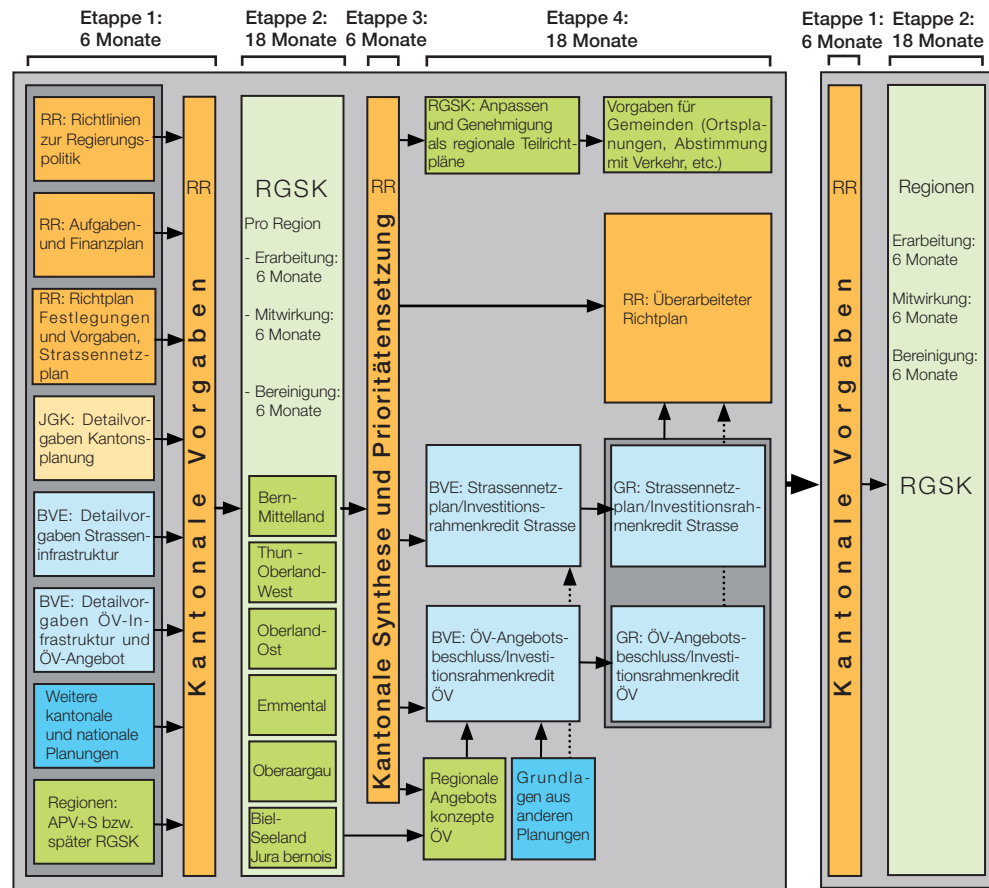 Etappe 1:
6 Monate
Etappe 2:
18 Monate
Etappe 3:
6 Monate
Etappe 4:
18 Monate
Etappe 1:
6 Monate
Etappe 2:
18 Monate
RR: Richtlinien
zur Regierungs-
politik
RR: Aufgaben-
und Finanzplan
RR: Richtplan
Festlegungen
und Vorgaben,
Strassennetz-
plan
JGK: Detailvor-
gaben Kantons-
planung
BVE: Detailvor-
gaben Strassen-
infrastruktur
BVE: Detailvor-
gaben ÖV-In-
frastruktur und
ÖV-Angebot
Weitere
kantonale
und nationale
Planungen
Regionen:
APV+S bzw.
später RGSK
RR
Kantonale Vorgaben
RGSK
Pro Region
- Erarbeitung:
6 Monate
- Mitwirkung:
6 Monate
- Bereinigung:
6 Monate
Bern-
Mittelland
Thun -
Oberland-
West
Oberland-
Ost
Emmental
Oberaargau
Biel-
Seeland
Jura bernois
RR
Kantonale Synthese und Prioritätensetzung
RGSK: Anpassen
und Genehmigung
als regionale Teilricht-
pläne
Vorgaben für
Gemeinden (Ortspla-
nungen, Abstimmung
mit Verkehr, etc.)
RR: Überarbeiteter
Richtplan
BVE: Strassennetz-
plan/Investitions-
rahmenkredit Strasse
GR: Strassennetz-
plan/Investitionsrah-
menkredit Strasse
BVE: ÖV-Angebots-
beschluss/Investi-
tionsrahmenkredit
ÖV
GR: ÖV-Angebots-
beschluss/Investi-
tionsrahmenkredit
ÖV
Regionale
Angebots
konzepte
ÖV
Grundla-
gen aus
anderen
Planungen
RR
Kantonale Vorgaben
Regionen
Erarbeitung:
6 Monate
Mitwirkung:
6 Monate
Bereinigung:
6 Monate
RGSK